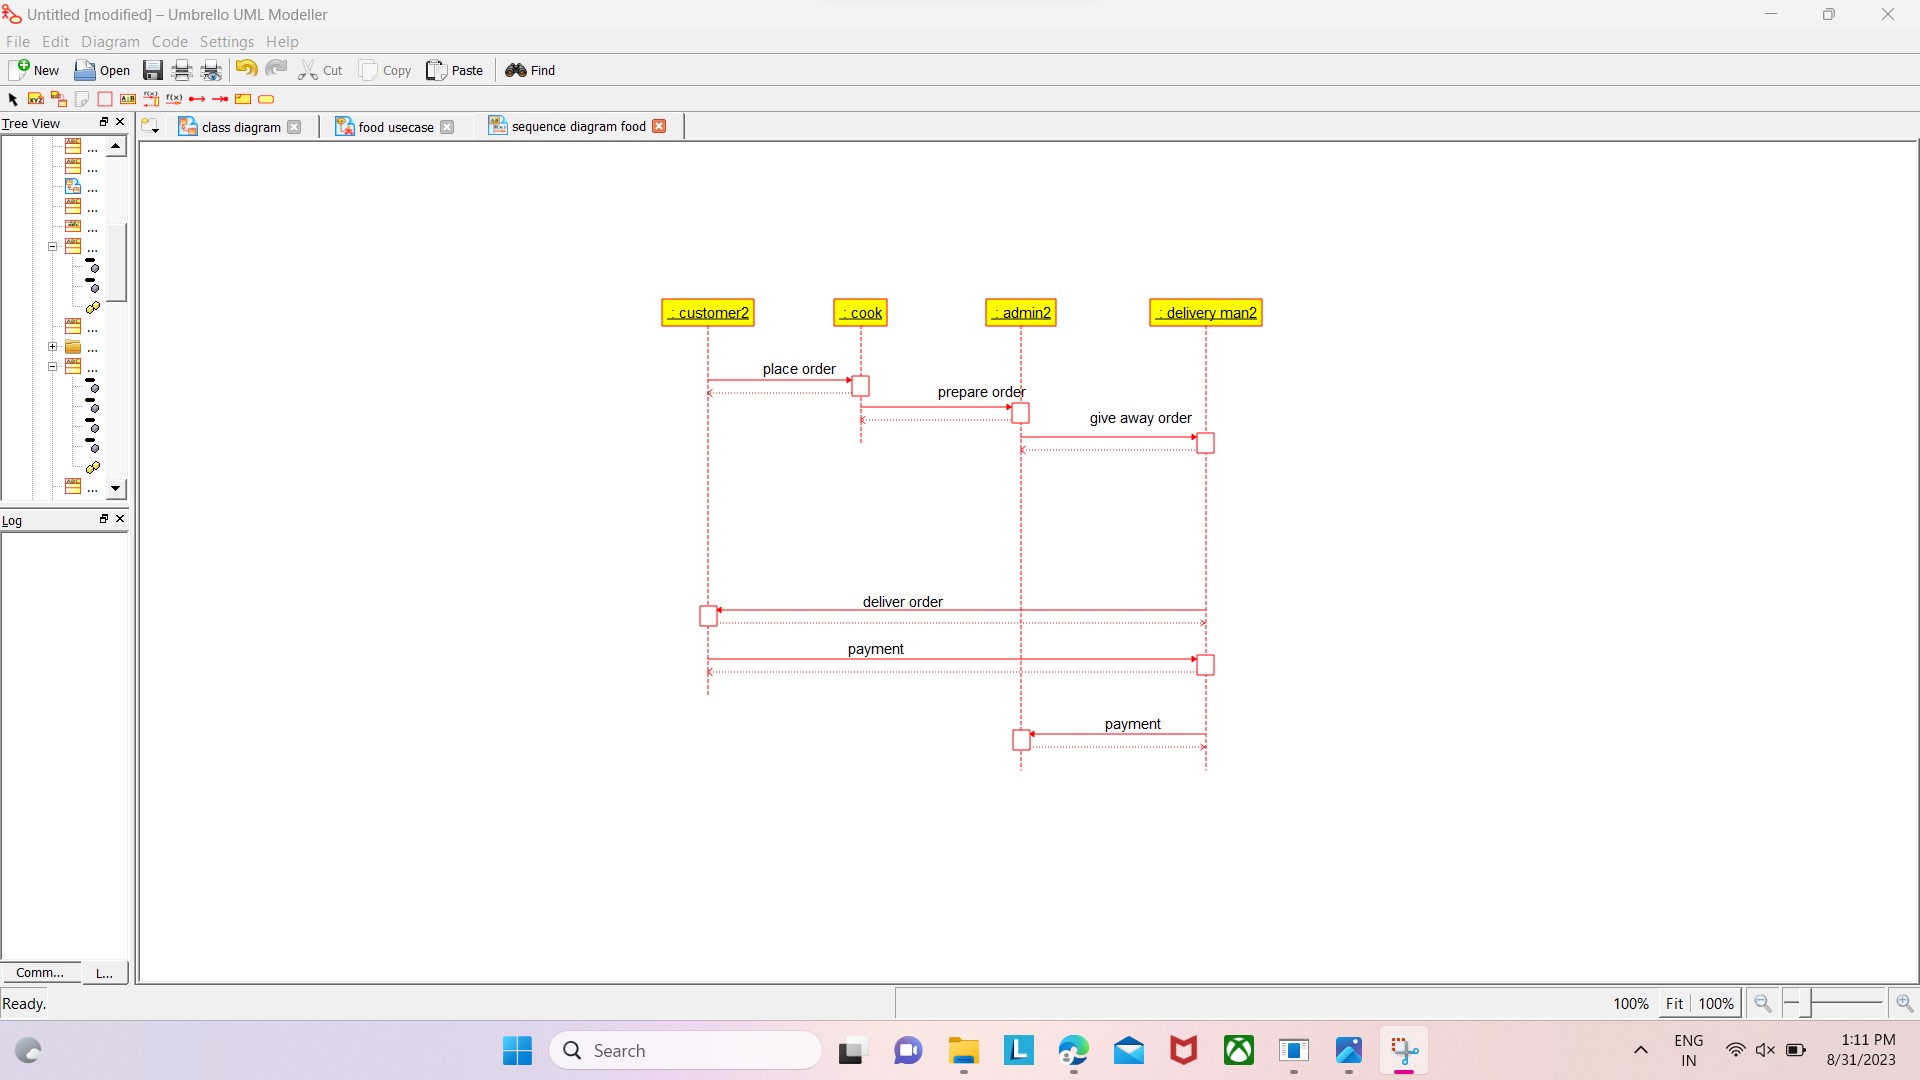 Untitled [modified] – Umbrello UML Modeller
File Edit Diagram Code Settings Help
New Open Cut Copy Paste Find
Tree View
class diagram
food usecase
sequence diagram food
...
...
...
...
...
...
...
...
...
...
: customer2
: cook
: admin2
: delivery man2
place order
prepare order
give away order
deliver order
payment
payment
Log
Comm...
L...
Ready.
100% Fit 100%
Search
ENG
IN
1:11 PM
8/31/2023